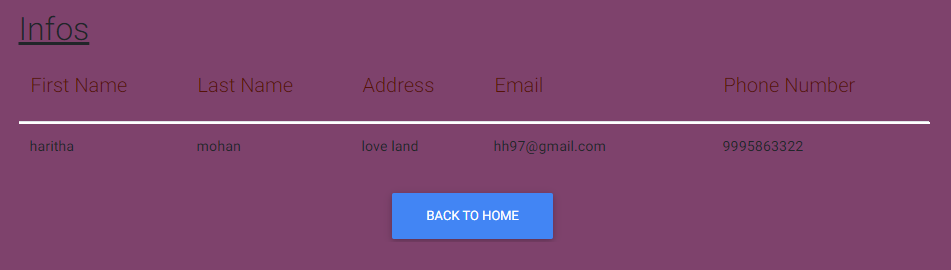 Infos
First Name Last Name Address Email Phone Number
haritha mohan love land hh97@gmail.com 9995863322
BACK TO HOME